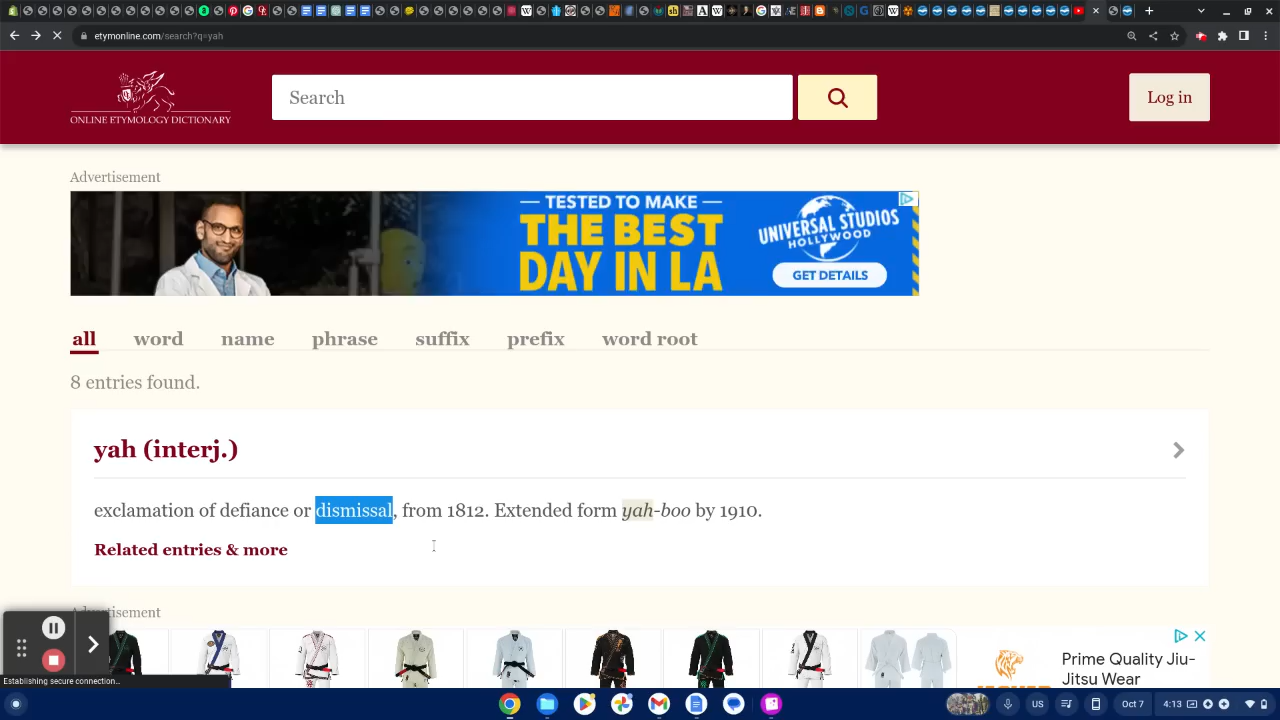 etymonline.com/search?q=yah
ONLINE ETYMOLOGY DICTIONARY
Search
Log in
Advertisement
— TESTED TO MAKE —
THE BEST
DAY IN LA
UNIVERSAL STUDIOS
HOLLYWOOD
GET DETAILS
all word name phrase suffix prefix word root
8 entries found.
yah (interj.)
exclamation of defiance or dismissal, from 1812. Extended form yah-boo by 1910.
Related entries & more
Advertisement
Prime Quality Jiu-
Jitsu Wear
Establishing secure connection...
US Oct 7 4:13